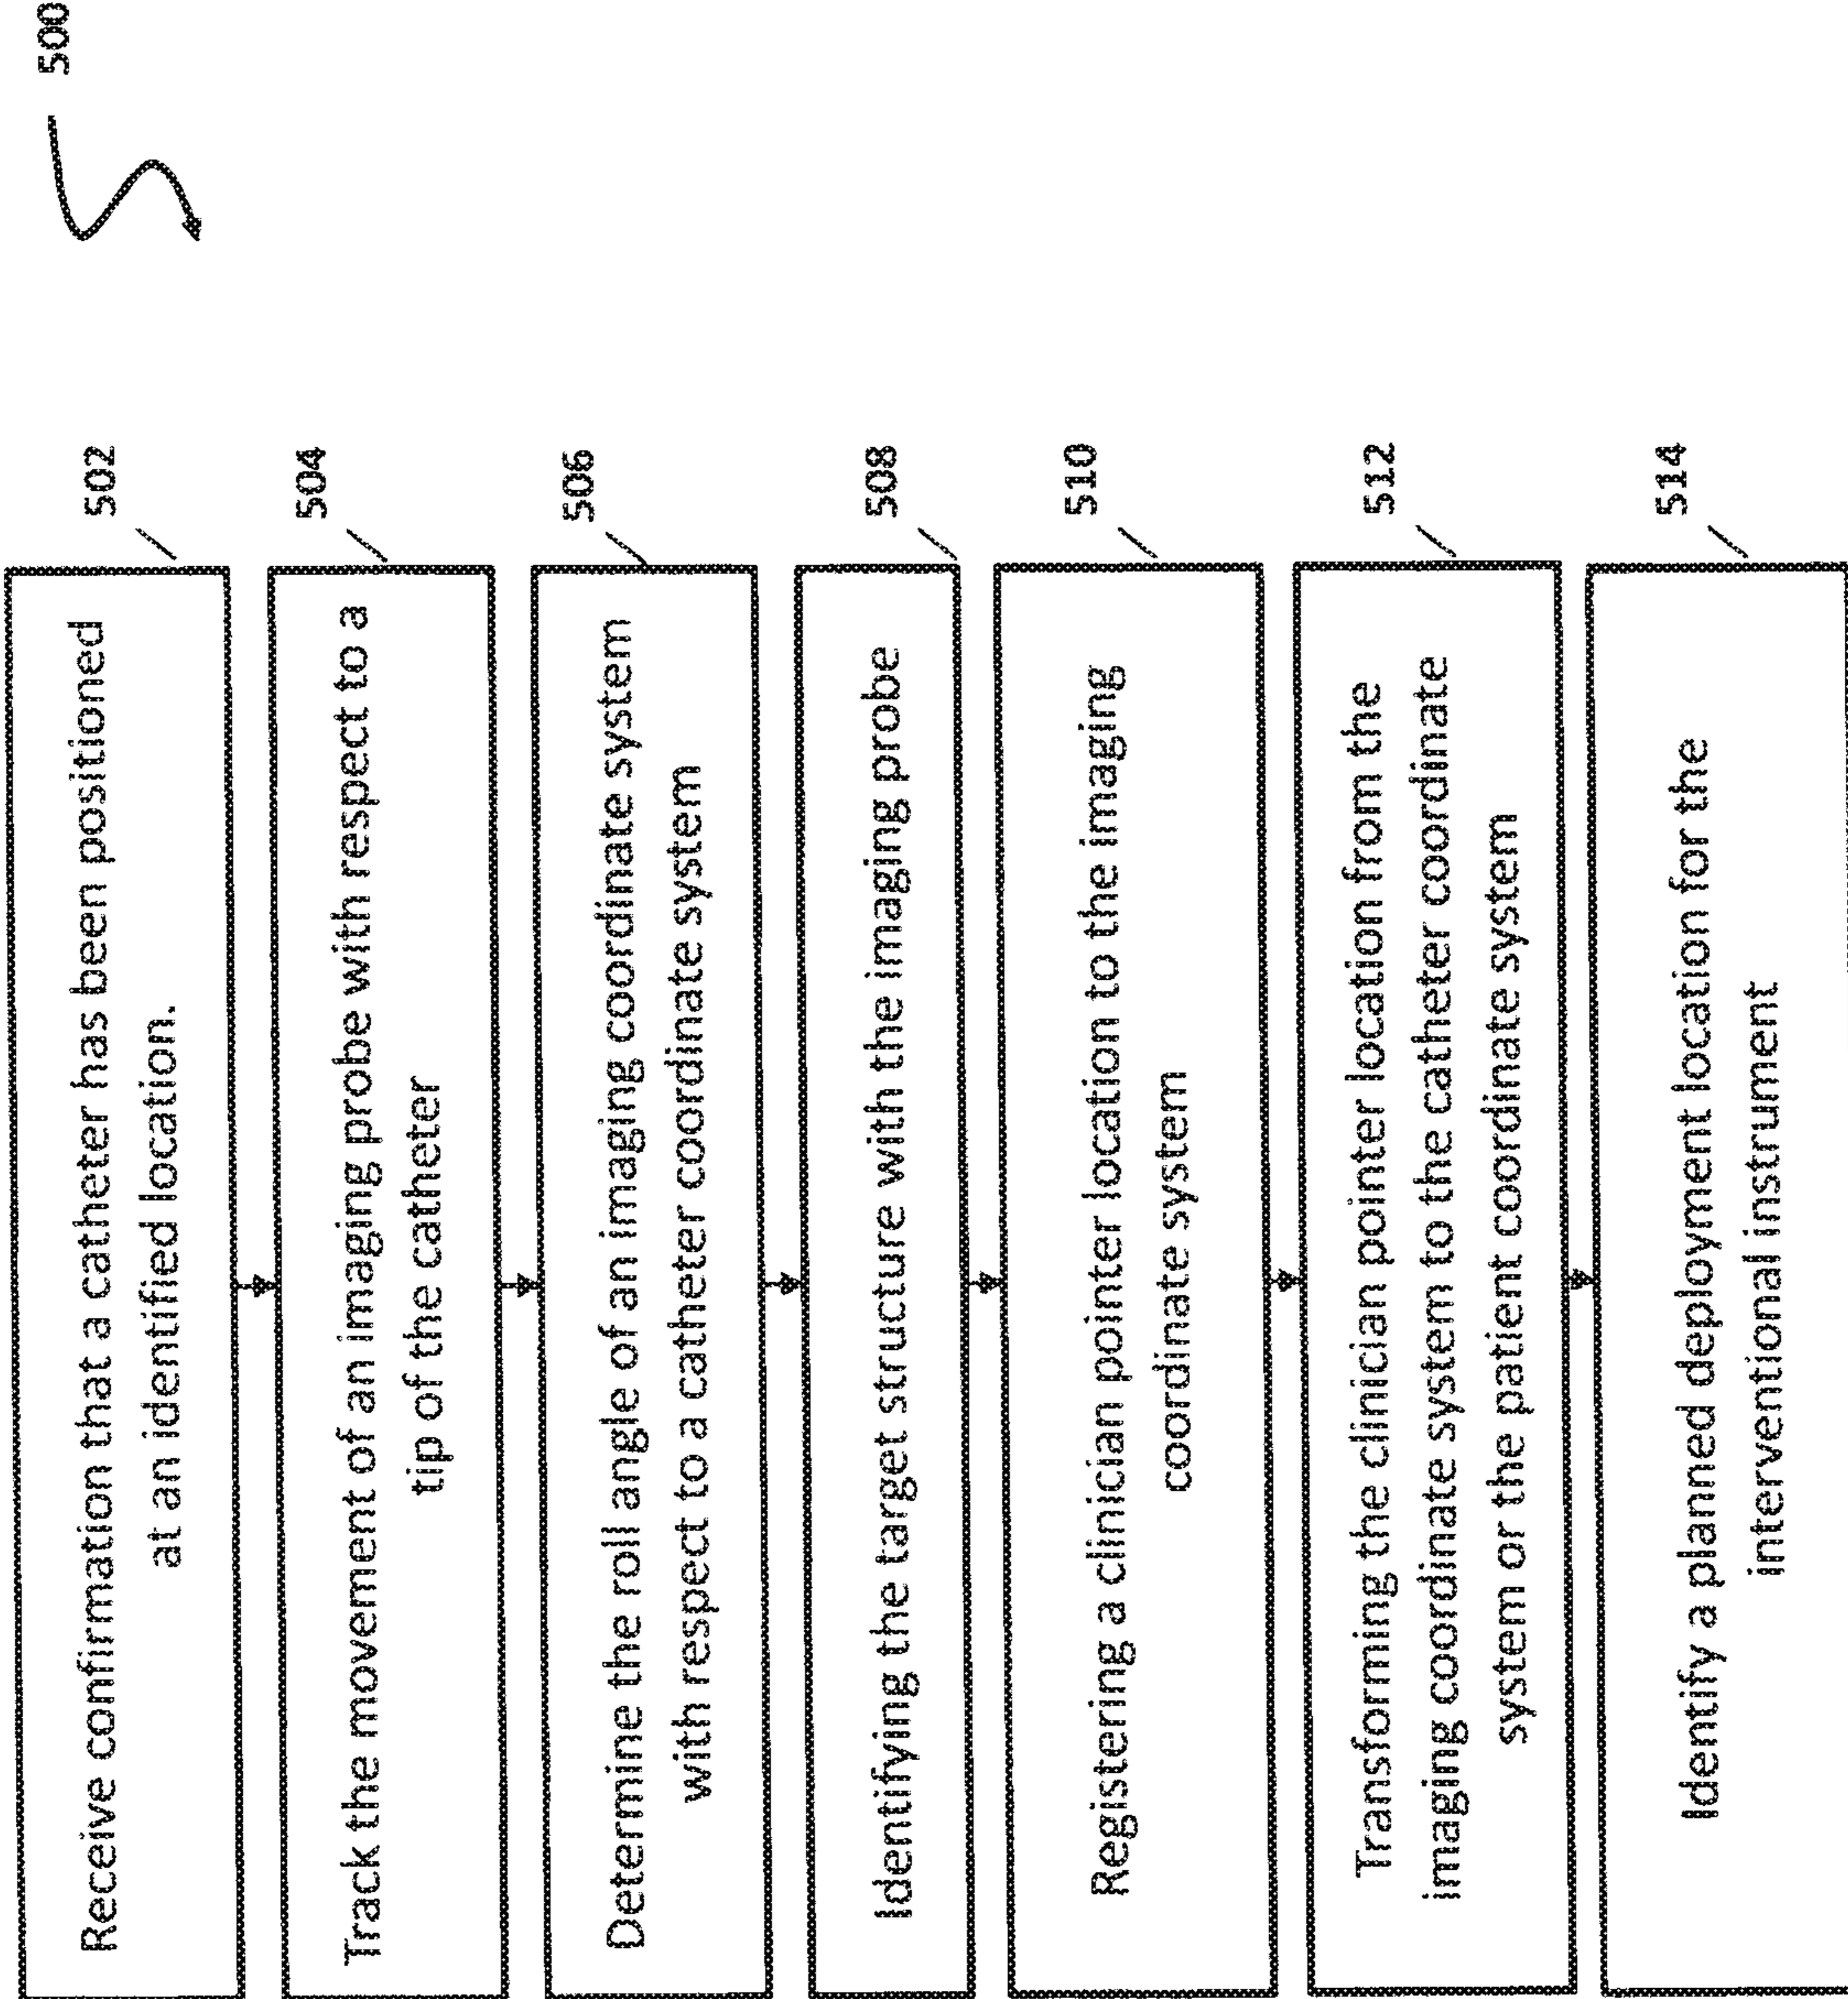 500
Receive confirmation that a catheter has been positioned
at an identified location.
502
Track the movement of an imaging probe with respect to a
tip of the catheter
504
Determine the roll angle of an imaging coordinate system
with respect to a catheter coordinate system
506
Identifying the target structure with the imaging probe
508
Registering a clinician pointer location to the imaging
coordinate system
510
Transforming the clinician pointer location from the
imaging coordinate system to the catheter coordinate
system or the patient coordinate system
512
Identify a planned deployment location for the
interventional instrument
514